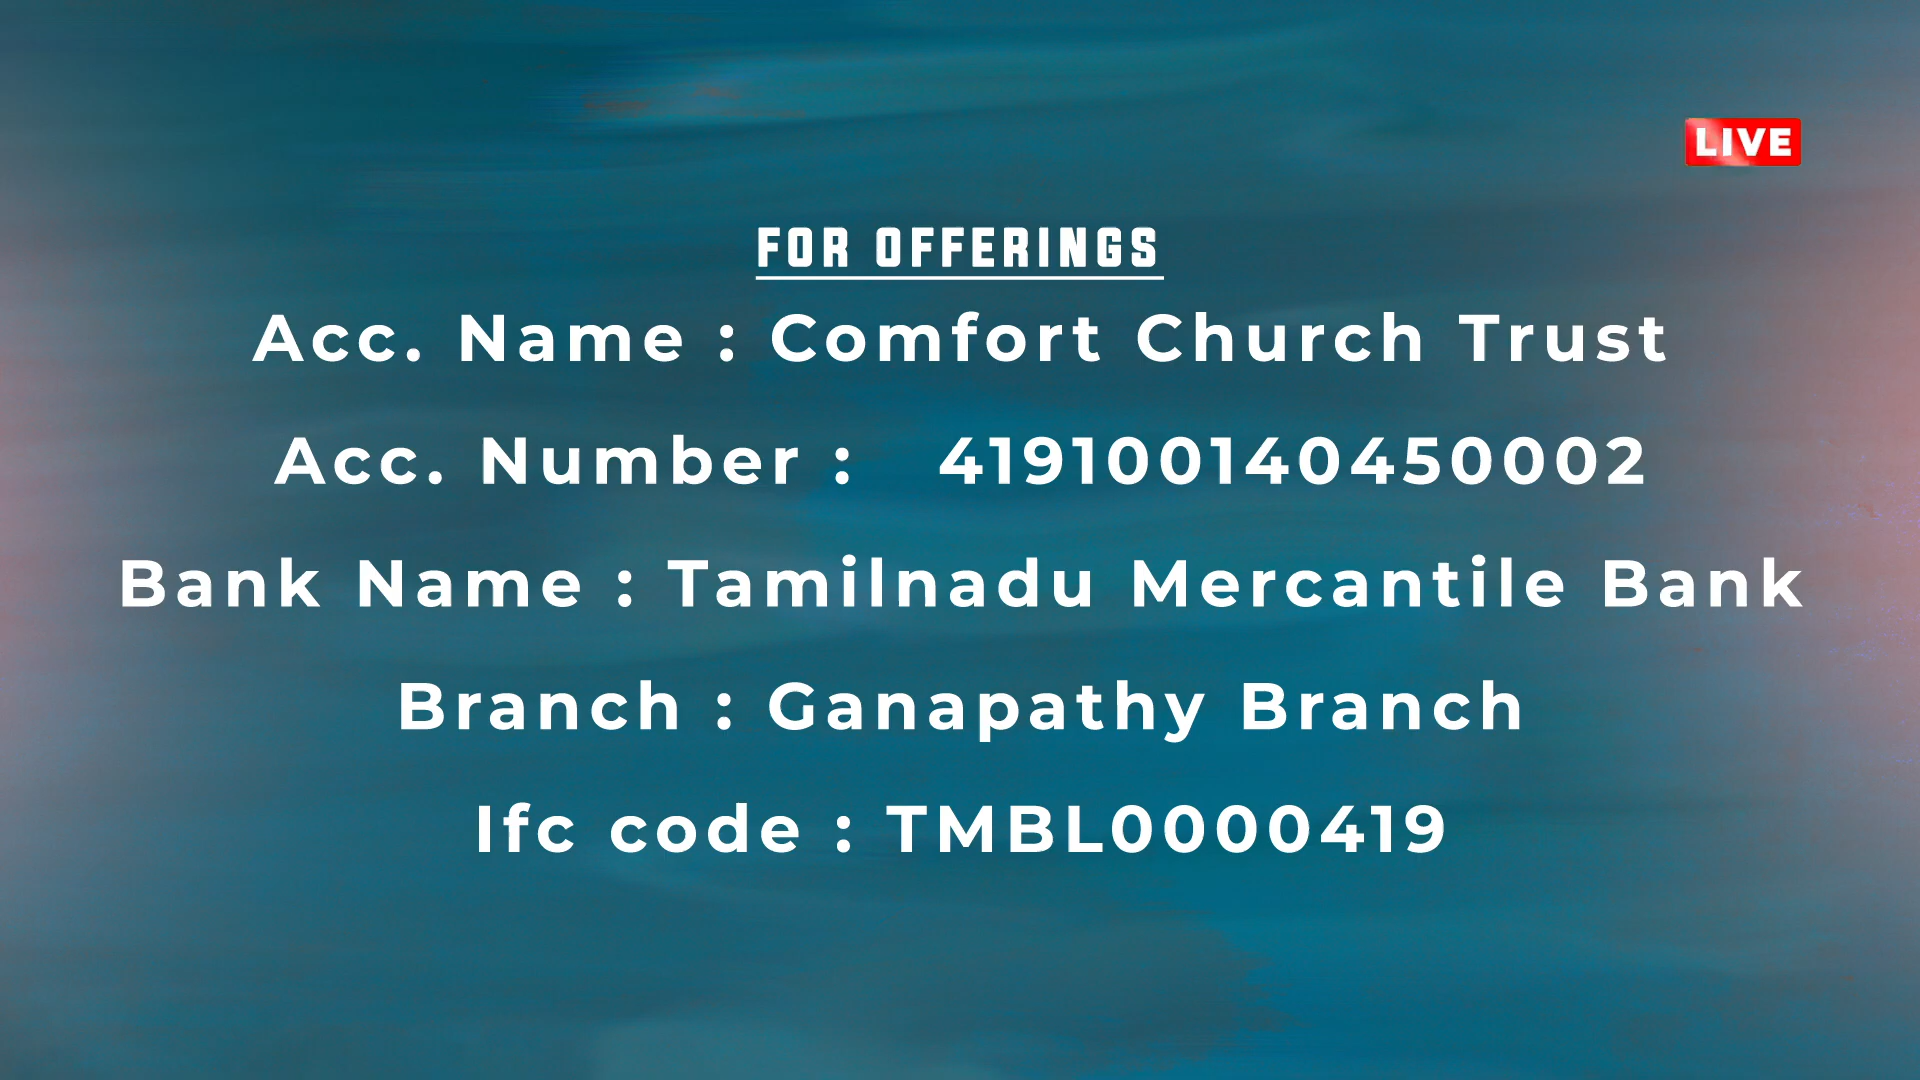 LIVE
FOR OFFERINGS
Acc. Name : Comfort Church Trust
Acc. Number : 419100140450002
Bank Name : Tamilnadu Mercantile Bank
Branch : Ganapathy Branch
Ifc code : TMBL0000419